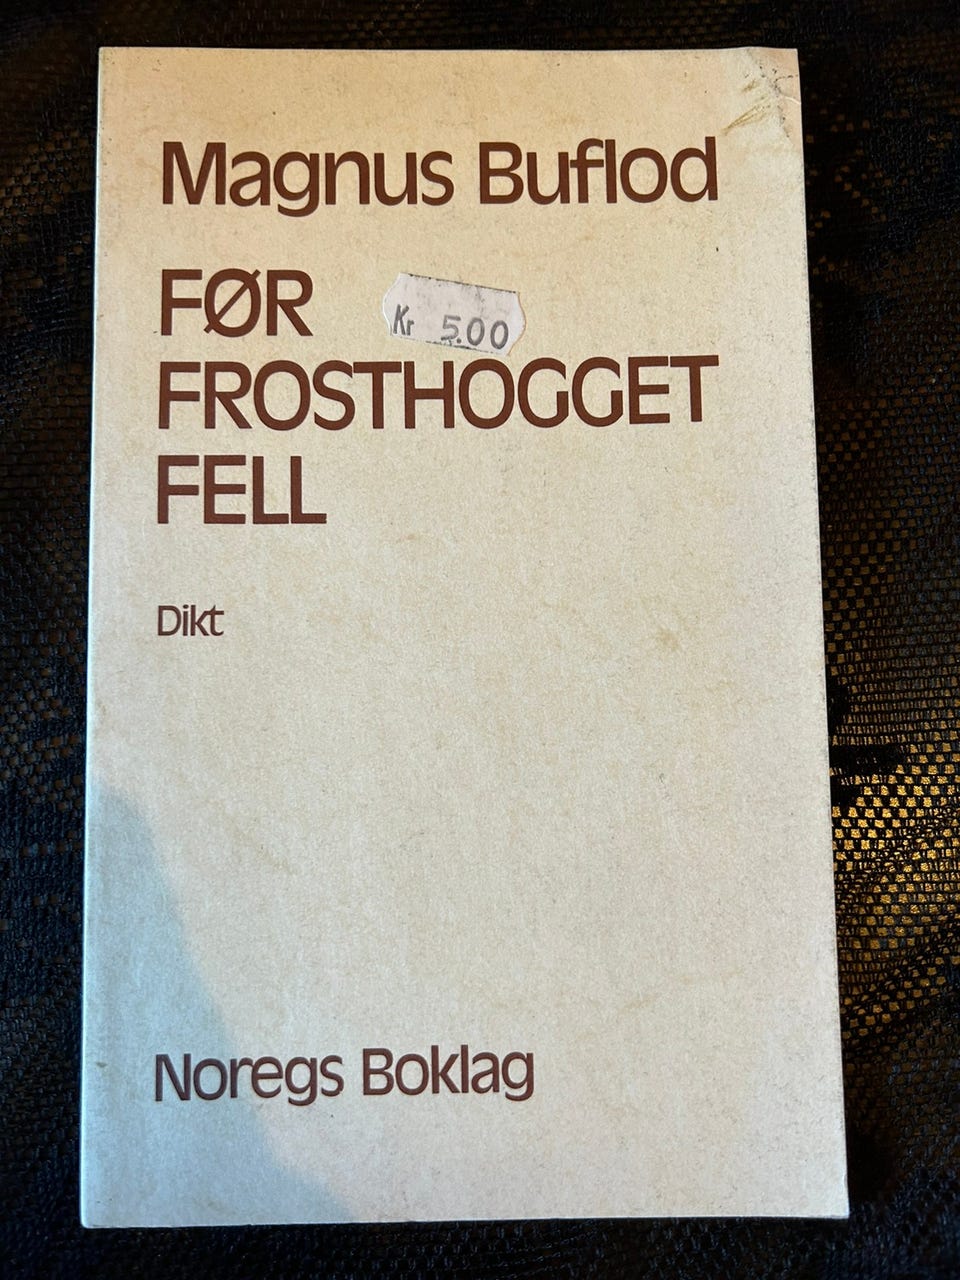 Magnus Buflod
FØR
Kr 5.00
FROSTHOGGET
FELL
Dikt
Noregs Boklag